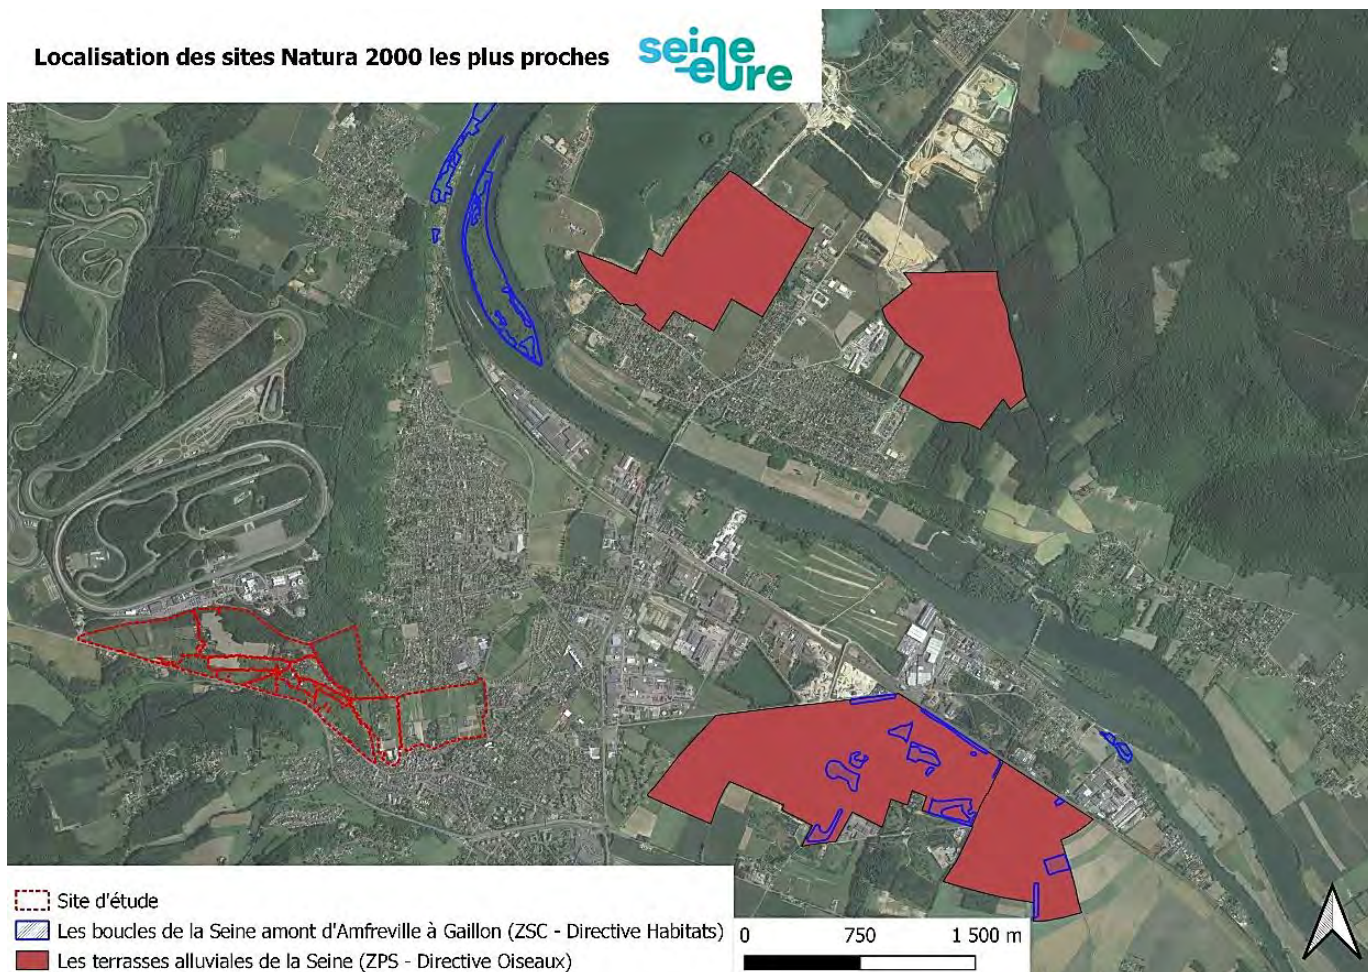 Localisation des sites Natura 2000 les plus proches
seine
-eure
Site d'étude
Les boucles de la Seine amont d'Amfreville à Gaillon (ZSC - Directive Habitats)
Les terrasses alluviales de la Seine (ZPS - Directive Oiseaux)
0 750 1 500 m